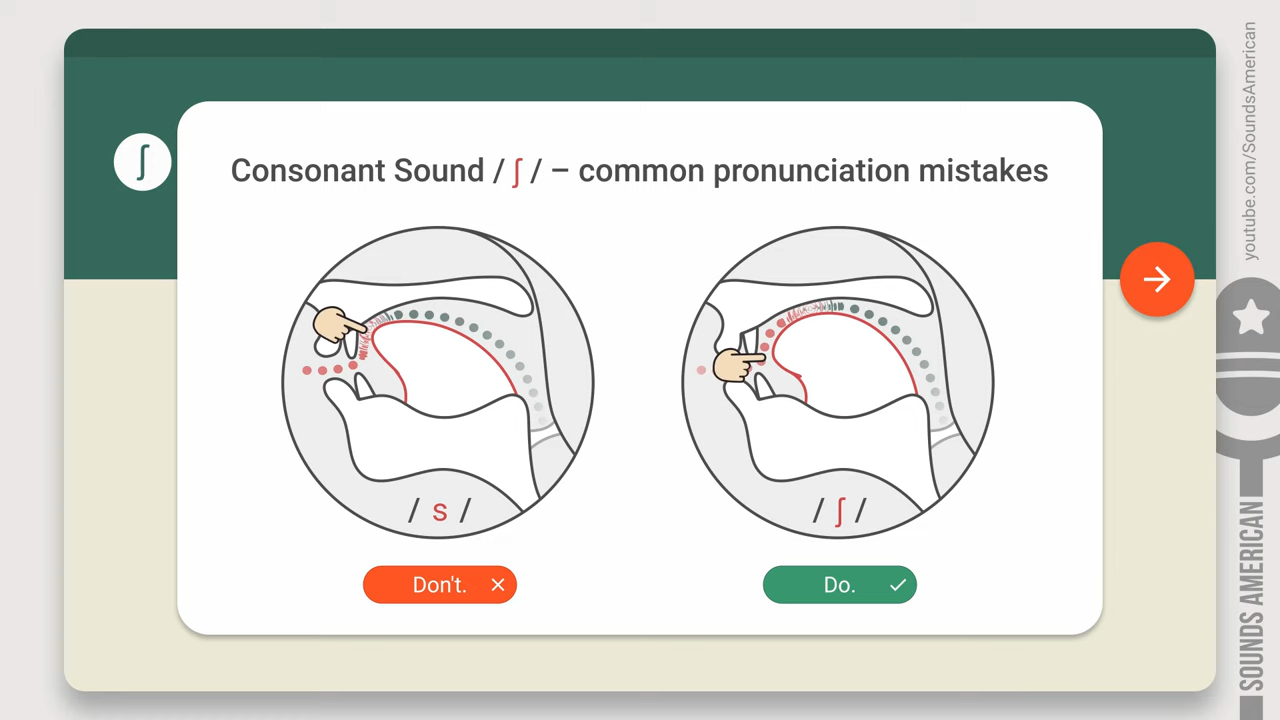 ʃ
Consonant Sound / ʃ / – common pronunciation mistakes
/ s /
/ ʃ /
Don't.
Do.
youtube.com/SoundsAmerican
SOUNDS AMERICAN